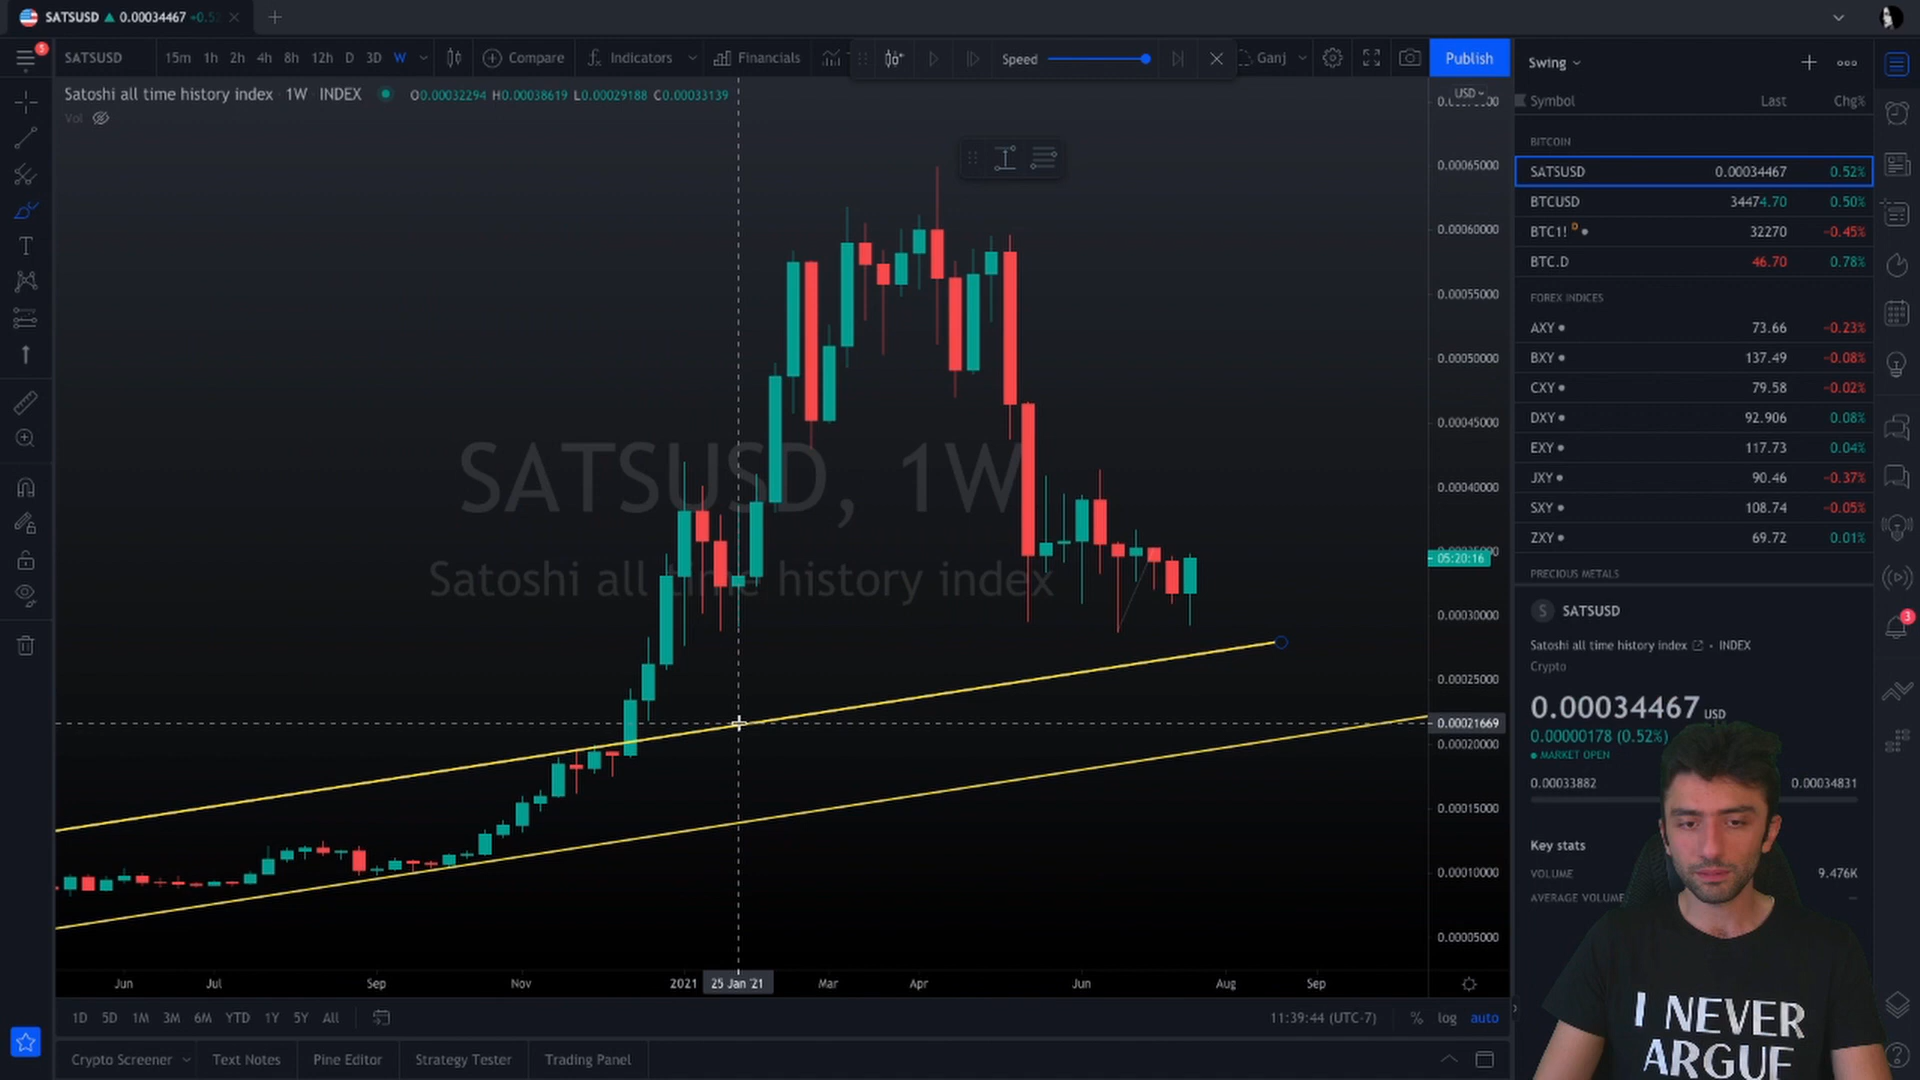 SATSUSD ▲ 0.00034467 +0.52
5
SATSUSD 15m 1h 2h 4h 8h 12h D 3D W Compare Indicators Financials Speed Ganj Publish
Swing
Satoshi all time history index · 1W INDEX O0.00032294 H0.00038619 L0.00029188 C0.00033139
Vol
USD
Symbol Last Chg%
BITCOIN
SATSUSD 0.00034467 0.52%
BTCUSD 34474.70 0.50%
BTC1! D 32270 −0.45%
BTC.D 46.70 0.78%
FOREX INDICES
AXY 73.66 −0.23%
BXY 137.49 −0.08%
CXY 79.58 −0.02%
DXY 92.906 0.08%
EXY 117.73 0.04%
JXY 90.46 −0.37%
SXY 108.74 −0.05%
ZXY 69.72 0.01%
PRECIOUS METALS
0.00065000
0.00060000
0.00055000
0.00050000
0.00045000
0.00040000
05:20:16
0.00030000
0.00025000
0.00021669
0.00020000
0.00015000
0.00010000
0.00005000
SATSUSD, 1W
Satoshi all time history index
S SATSUSD
Satoshi all time history index · INDEX
Crypto
0.00034467 USD
0.00000178 (0.52%)
MARKET OPEN
0.00033882 0.00034831
Key stats
VOLUME 9.476K
AVERAGE VOLUME —
3
Jun Jul Sep Nov 2021 25 Jan '21 Mar Apr Jun Aug Sep
1D 5D 1M 3M 6M YTD 1Y 5Y All 11:39:44 (UTC-7) % log auto
Crypto Screener Text Notes Pine Editor Strategy Tester Trading Panel
I NEVER
ARGUE